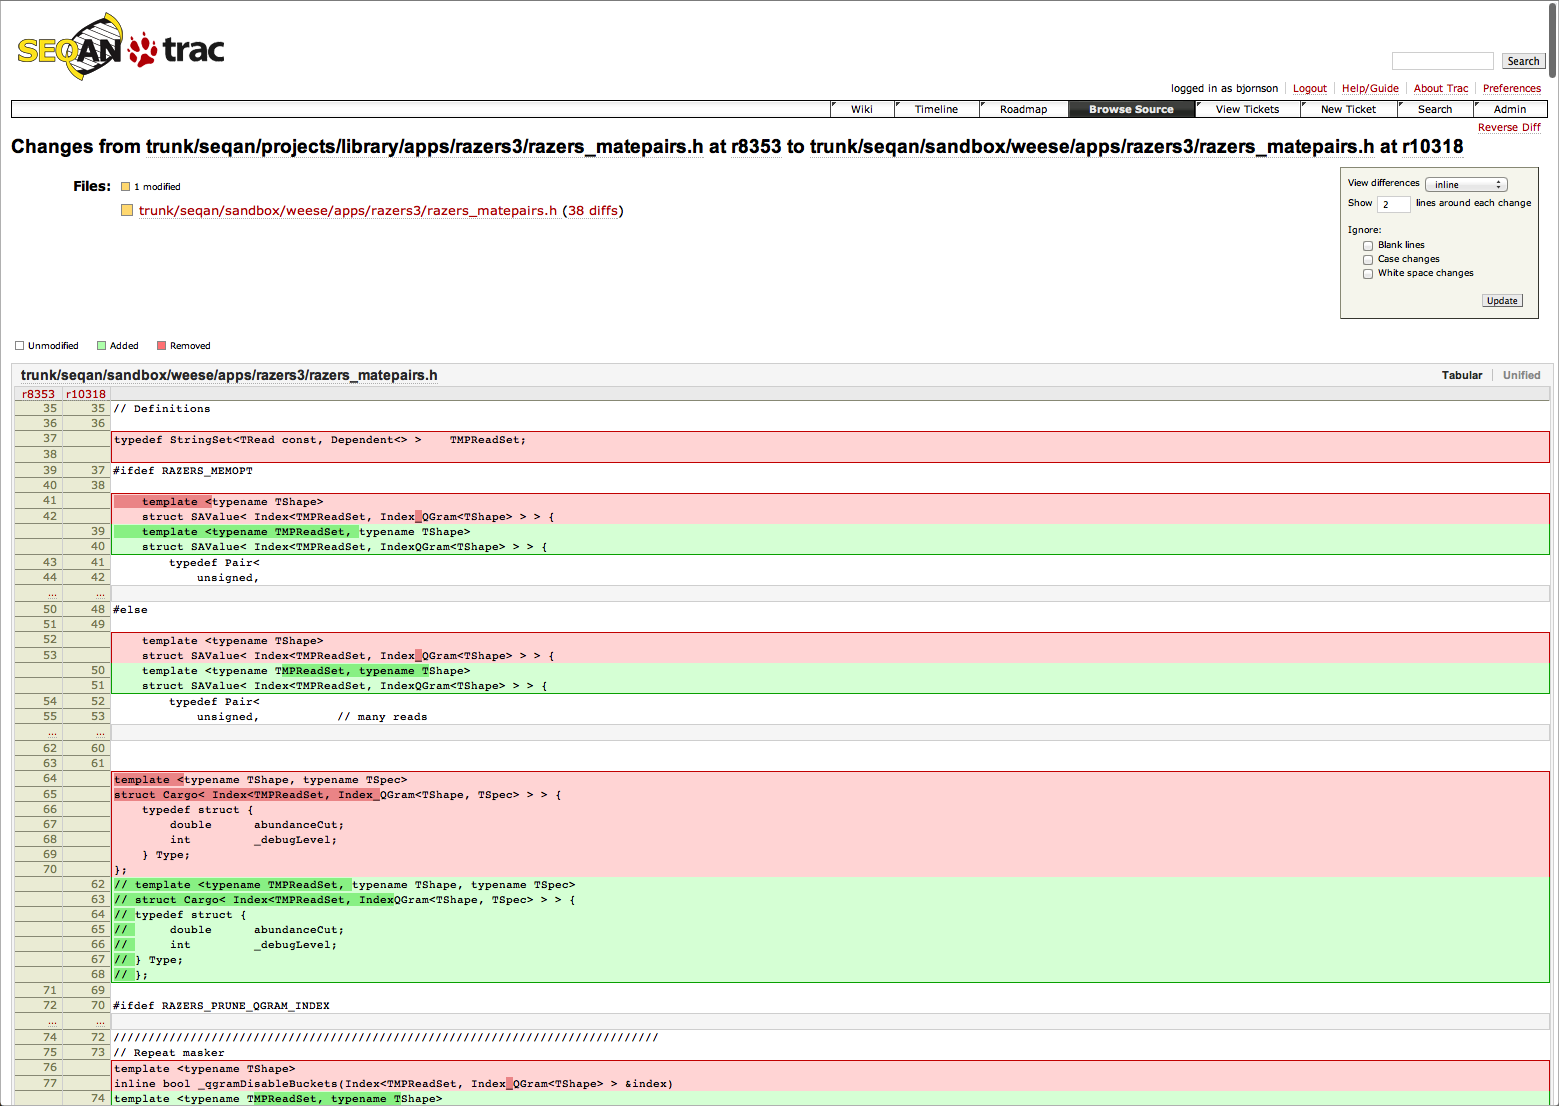 SEQAN trac
Search
logged in as bjornson Logout Help/Guide About Trac Preferences
Wiki Timeline Roadmap Browse Source View Tickets New Ticket Search Admin
Reverse Diff
Changes from trunk/seqan/projects/library/apps/razers3/razers_matepairs.h at r8353 to trunk/seqan/sandbox/weese/apps/razers3/razers_matepairs.h at r10318
Files: 1 modified
trunk/seqan/sandbox/weese/apps/razers3/razers_matepairs.h (38 diffs)
View differences inline
Show 2 lines around each change
Ignore:
Blank lines
Case changes
White space changes
Update
Unmodified Added Removed
trunk/seqan/sandbox/weese/apps/razers3/razers_matepairs.h Tabular Unified
r8353 r10318
35 35 // Definitions
36 36
37 typedef StringSet<TRead const, Dependent<> > TMPReadSet;
38
39 37 #ifdef RAZERS_MEMOPT
40 38
41 template <typename TShape>
42 struct SAValue< Index<TMPReadSet, Index_QGram<TShape> > > {
39 template <typename TMPReadSet, typename TShape>
40 struct SAValue< Index<TMPReadSet, IndexQGram<TShape> > > {
43 41 typedef Pair<
44 42 unsigned,
... ...
50 48 #else
51 49
52 template <typename TShape>
53 struct SAValue< Index<TMPReadSet, Index_QGram<TShape> > > {
50 template <typename TMPReadSet, typename TShape>
51 struct SAValue< Index<TMPReadSet, IndexQGram<TShape> > > {
54 52 typedef Pair<
55 53 unsigned, // many reads
... ...
62 60
63 61
64 template <typename TShape, typename TSpec>
65 struct Cargo< Index<TMPReadSet, Index_QGram<TShape, TSpec> > > {
66 typedef struct {
67 double abundanceCut;
68 int _debugLevel;
69 } Type;
70 };
62 // template <typename TMPReadSet, typename TShape, typename TSpec>
63 // struct Cargo< Index<TMPReadSet, IndexQGram<TShape, TSpec> > > {
64 // typedef struct {
65 // double abundanceCut;
66 // int _debugLevel;
67 // } Type;
68 // };
71 69
72 70 #ifdef RAZERS_PRUNE_QGRAM_INDEX
... ...
74 72 //////////////////////////////////////////////////////////////////////////////
75 73 // Repeat masker
76 template <typename TShape>
77 inline bool _qgramDisableBuckets(Index<TMPReadSet, Index_QGram<TShape> > &index)
74 template <typename TMPReadSet, typename TShape>